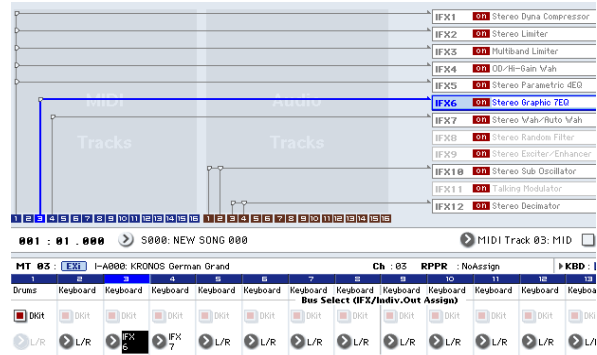 IFX1 on Stereo Dyna Compressor
IFX2 on Stereo Limiter
IFX3 on Multiband Limiter
IFX4 on OD/Hi-Gain Wah
IFX5 on Stereo Parametric 4EQ
MIDI Audio IFX6 on Stereo Graphic 7EQ
IFX7 on Stereo Wah/Auto Wah
Tracks Tracks IFX8 on Stereo Random Filter
IFX9 on Stereo Exciter/Enhancer
IFX10 on Stereo Sub Oscillator
IFX11 on Talking Modulator
IFX12 on Stereo Decimator
1 2 3 4 5 6 7 8 9 10 11 12 13 14 15 16 1 2 3 4 5 6 7 8 9 10 11 12 13 14 15 16
001 : 01 . 000 S000: NEW SONG 000 MIDI Track 03: MID
MT 03 : EXi I-A000: KRONOS German Grand Ch : 03 RPPR : NoAssign KBD :
1 2 3 4 5 6 7 8 9 10 11 12 13
Drums Keyboard Keyboard Keyboard Keyboard Keyboard Keyboard Keyboard Keyboard Keyboard Keyboard Keyboard Keyboard
Bus Select (IFX/Indiv.Out Assign)
DKit DKit DKit DKit DKit DKit DKit DKit DKit DKit DKit DKit DKit
L/R L/R IFX 6 IFX 7 L/R L/R L/R L/R L/R L/R L/R L/R L/R